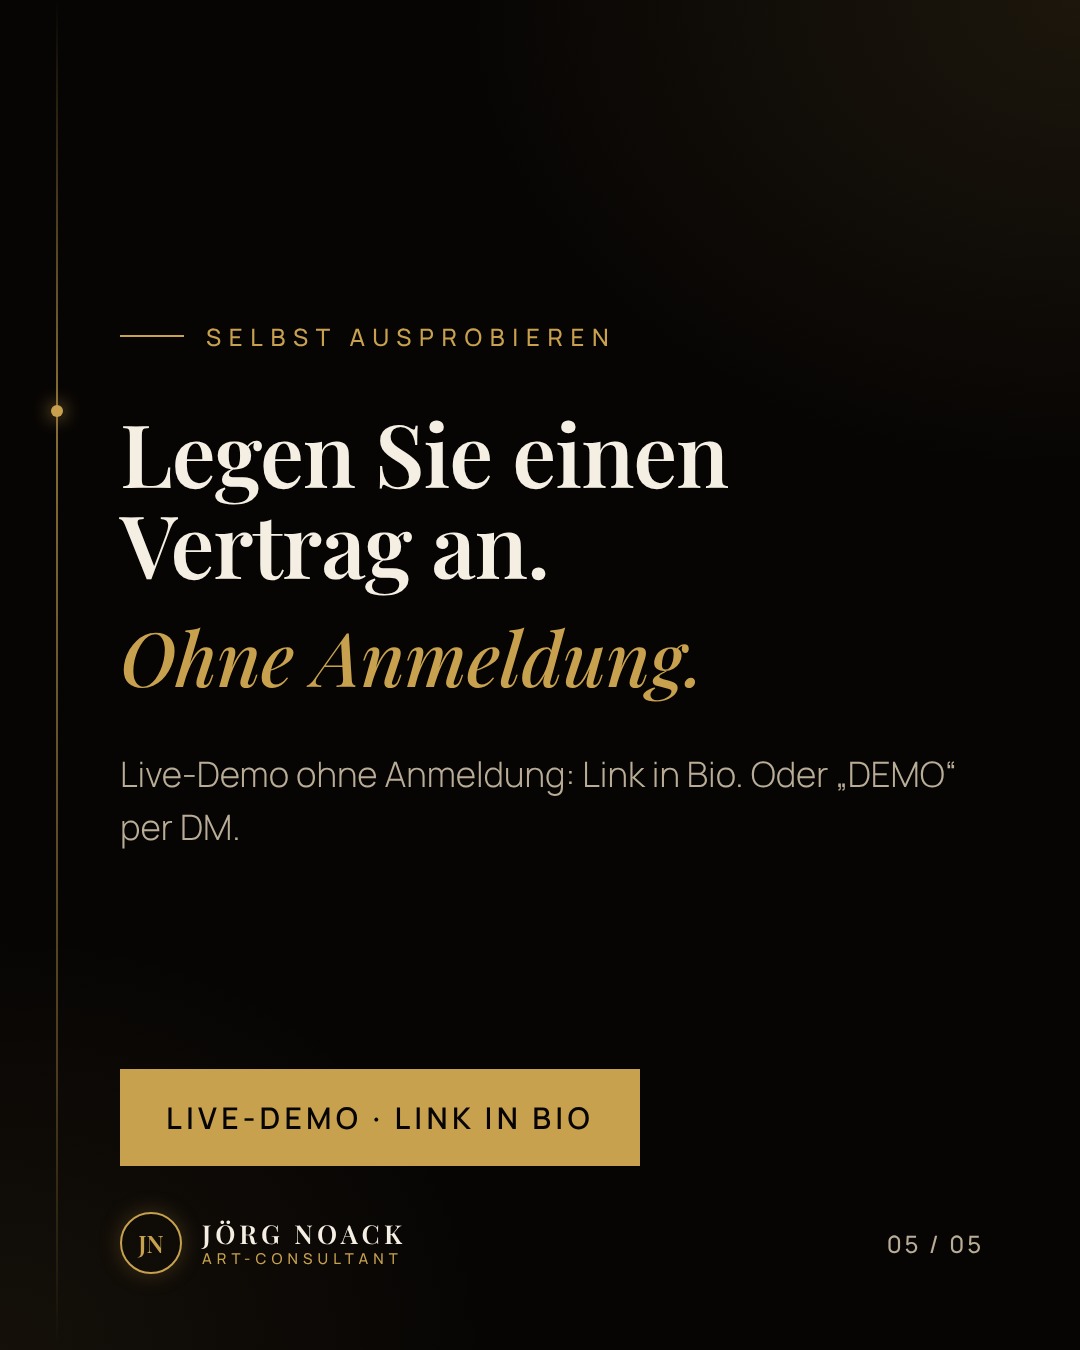 SELBST AUSPROBIEREN
Legen Sie einen
Vertrag an.
Ohne Anmeldung.
Live-Demo ohne Anmeldung: Link in Bio. Oder „DEMO“
per DM.
LIVE-DEMO · LINK IN BIO
JN
JÖRG NOACK
ART-CONSULTANT
05 / 05